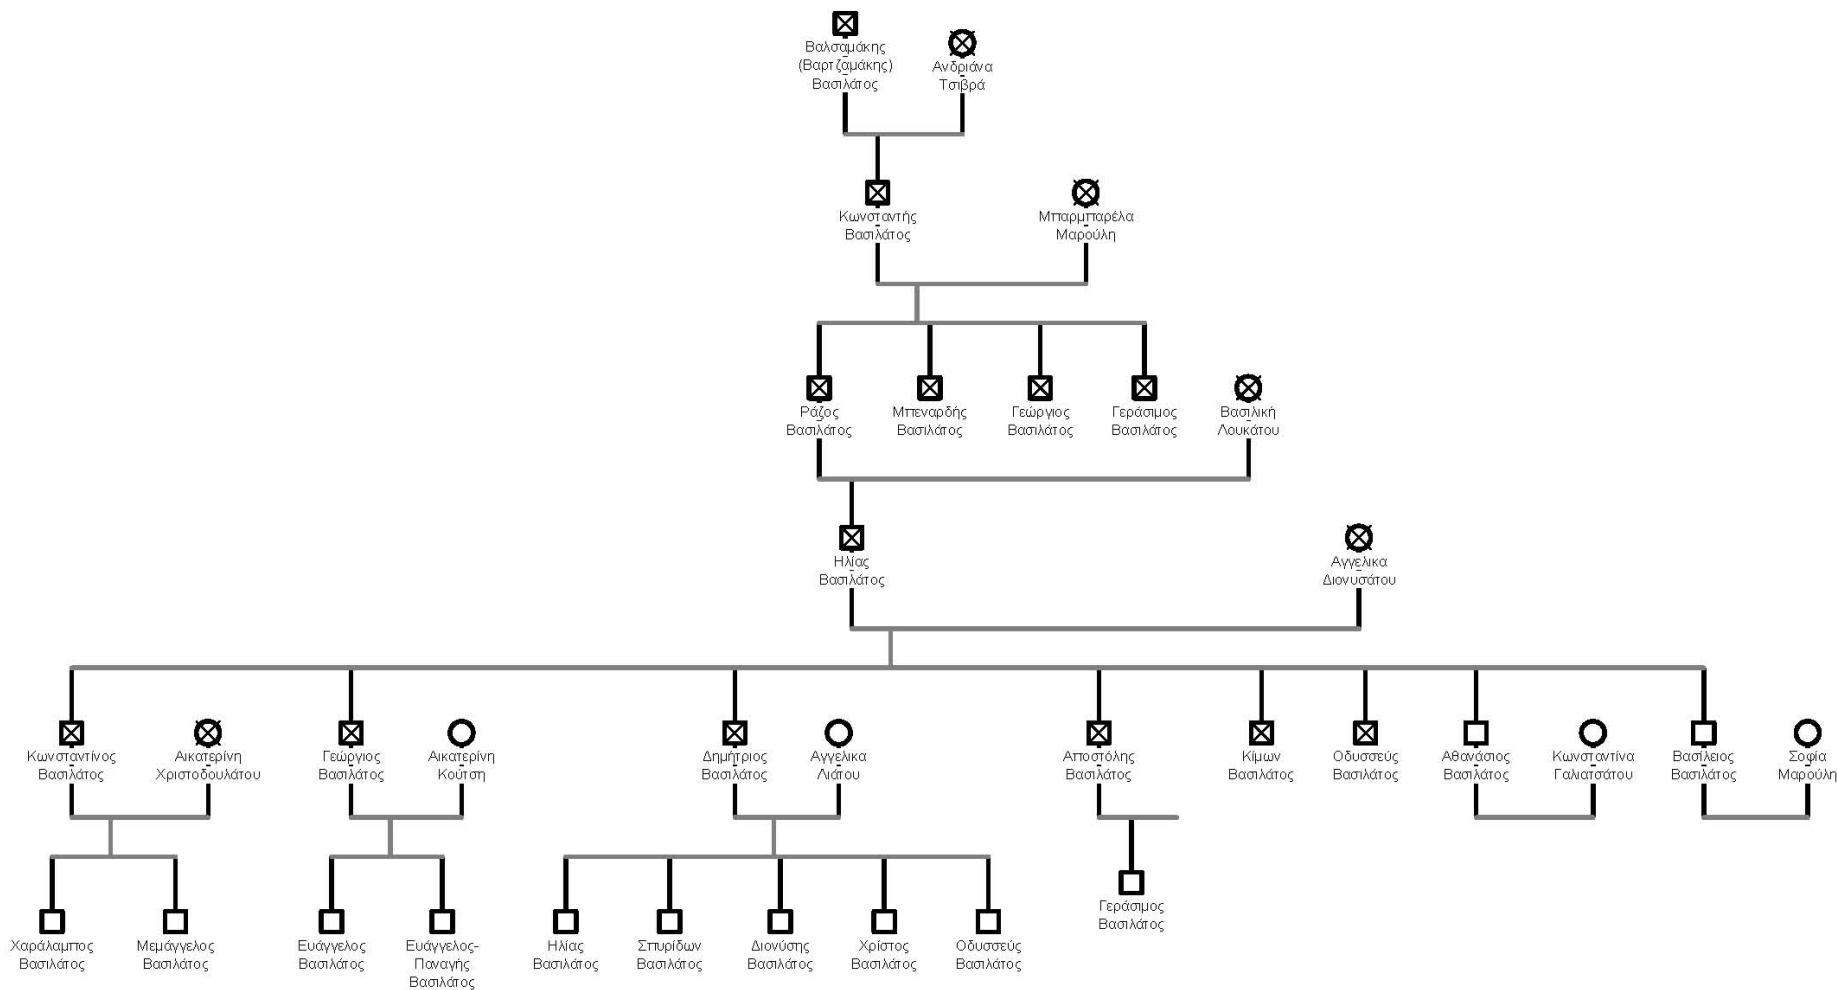 Βαλσαμάκης
(Βαρτζαμάκης)
Βασιλάτος
Ανδριάνα
Τσιβρά
Κωνσταντής
Βασιλάτος
Μπαρμπαρέλα
Μαρούλη
Ράζος
Βασιλάτος
Μπεναρδής
Βασιλάτος
Γεώργιος
Βασιλάτος
Γεράσιμος
Βασιλάτος
Βασιλική
Λουκάτου
Ηλίας
Βασιλάτος
Αγγελικα
Διονυσάτου
Κωνσταντίνος
Βασιλάτος
Αικατερίνη
Χριστοδουλάτου
Γεώργιος
Βασιλάτος
Αικατερίνη
Κούτση
Δημήτριος
Βασιλάτος
Αγγελικα
Λιάτου
Αποστόλης
Βασιλάτος
Κίμων
Βασιλάτος
Οδυσσεύς
Βασιλάτος
Αθανάσιος
Βασιλάτος
Κωνσταντίνα
Γαλιατσάτου
Βασίλειος
Βασιλάτος
Σοφία
Μαρούλη
Χαράλαμπος
Βασιλάτος
Μεμάγγελος
Βασιλάτος
Ευάγγελος
Βασιλάτος
Ευάγγελος-
Παναγής
Βασιλάτος
Ηλίας
Βασιλάτος
Σπυρίδων
Βασιλάτος
Διονύσης
Βασιλάτος
Χρίστος
Βασιλάτος
Οδυσσεύς
Βασιλάτος
Γεράσιμος
Βασιλάτος